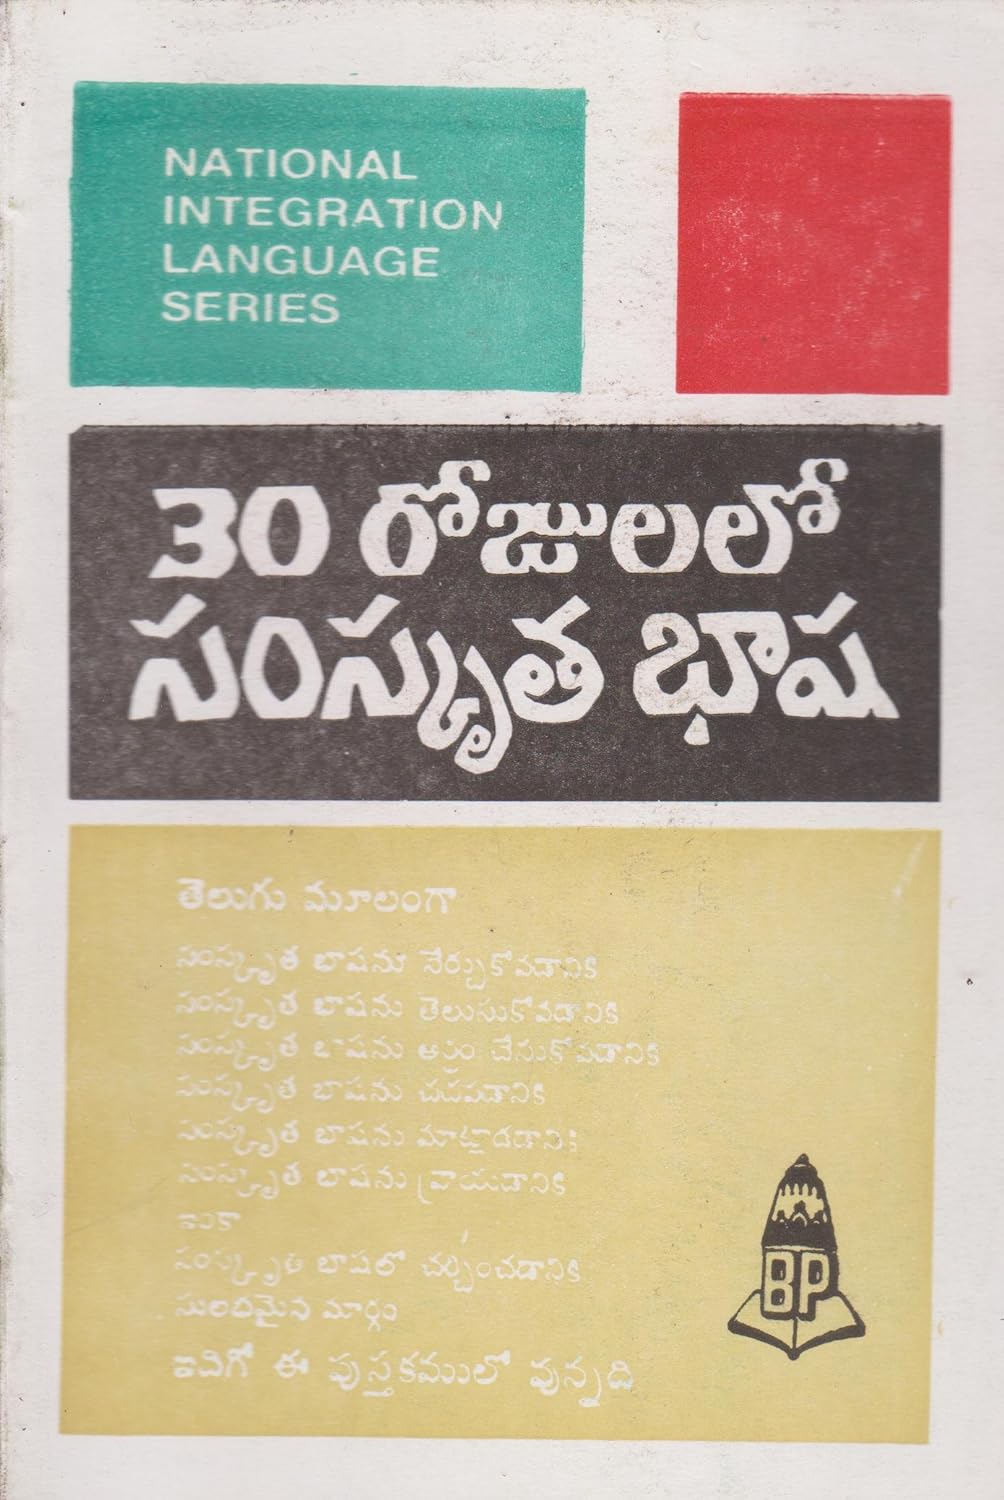 NATIONAL
INTEGRATION
LANGUAGE
SERIES
30 రోజులలో
సంస్కృత భాష
తెలుగు మూలంగా
సంస్కృత భాషను నేర్చుకోవడానికి
సంస్కృత భాషను తెలుసుకోవడానికి
సంస్కృత భాషను అర్థం చేసుకోవడానికి
సంస్కృత భాషను చదవడానికి
సంస్కృత భాషను మాట్లాడడానికి
సంస్కృత భాషను వ్రాయడానికి
ఇంకా
సంస్కృత భాషలో చర్చించడానికి
సులభమైన మార్గం
ఇదిగో ఈ పుస్తకములో వున్నది
BP